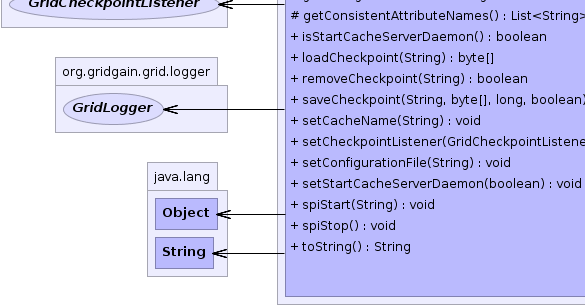 GridCheckpointListener
# getConsistentAttributeNames() : List<String>
+ isStartCacheServerDaemon() : boolean
+ loadCheckpoint(String) : byte[]
+ removeCheckpoint(String) : boolean
+ saveCheckpoint(String, byte[], long, boolean)
+ setCacheName(String) : void
+ setCheckpointListener(GridCheckpointListene
+ setConfigurationFile(String) : void
+ setStartCacheServerDaemon(boolean) : void
+ spiStart(String) : void
+ spiStop() : void
+ toString() : String
org.gridgain.grid.logger
GridLogger
java.lang
Object
String